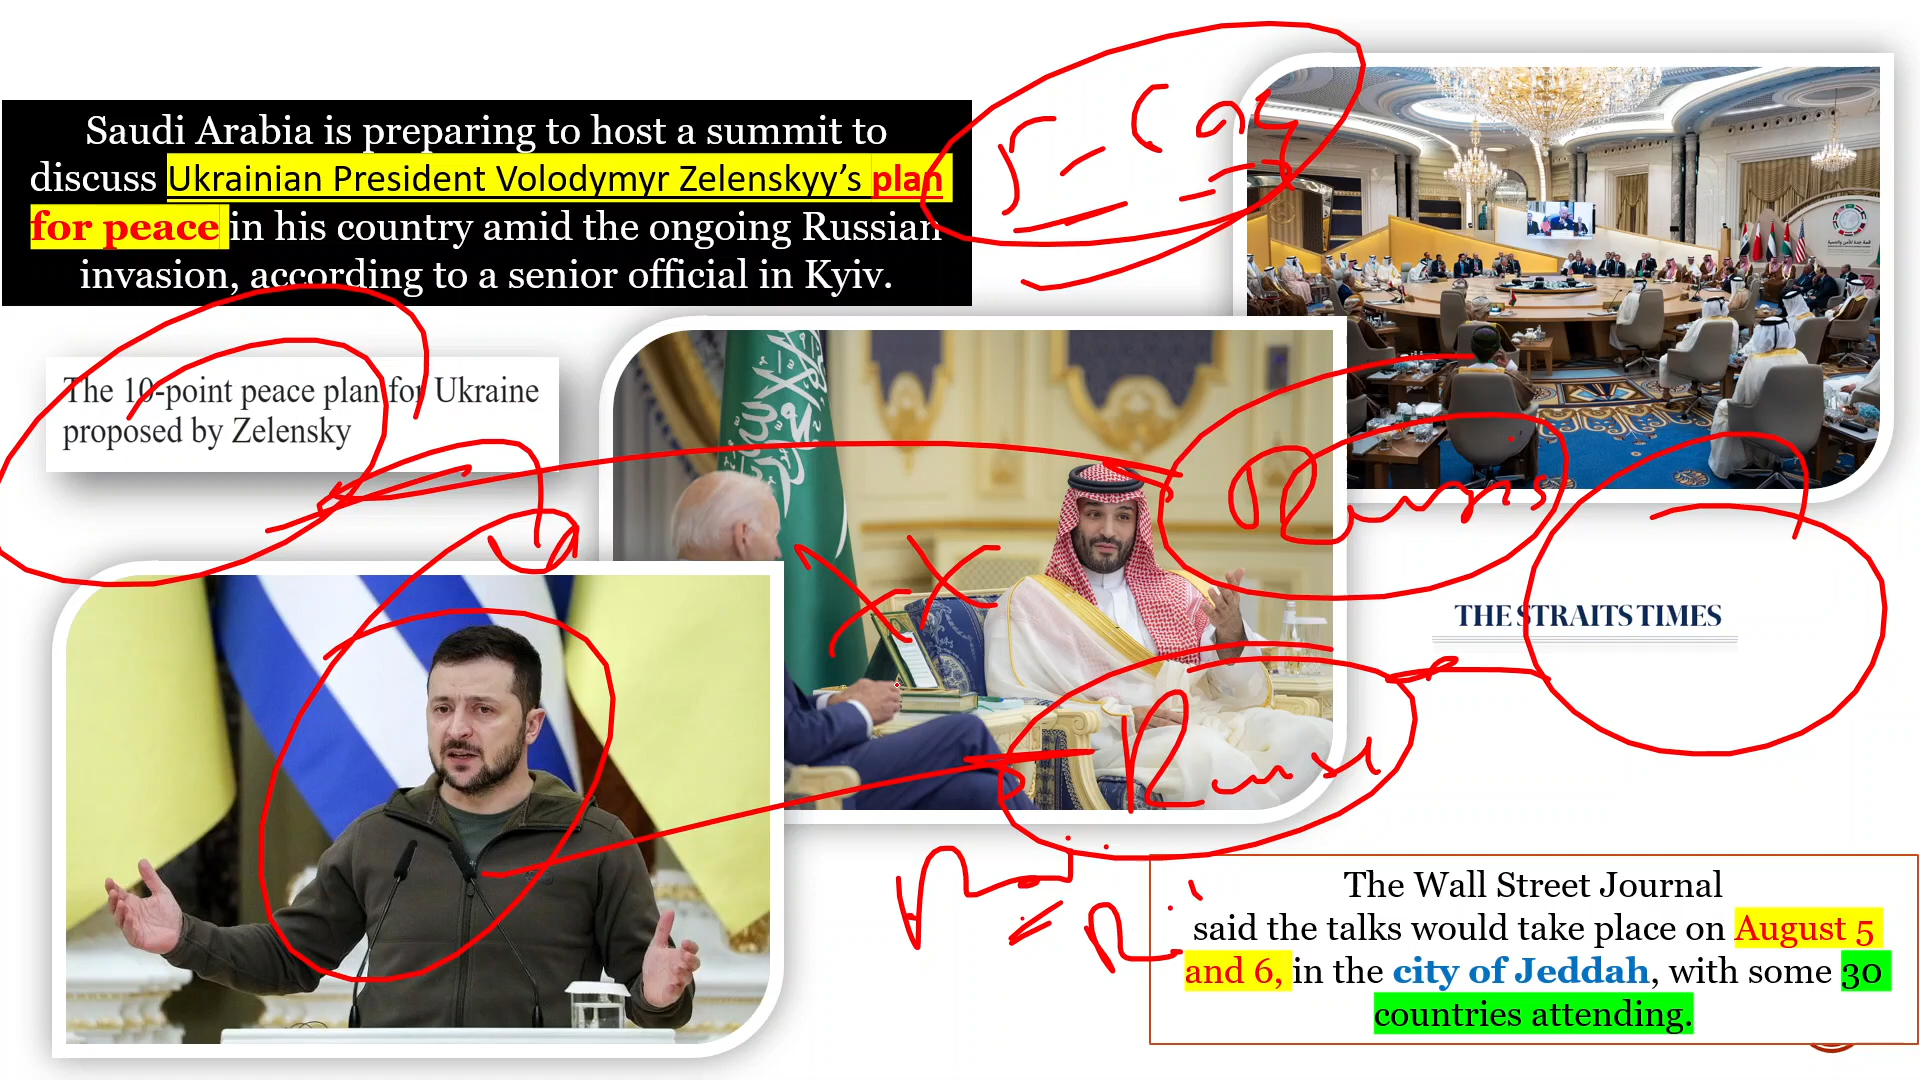 Saudi Arabia is preparing to host a summit to
discuss Ukrainian President Volodymyr Zelenskyy's plan
for peace in his country amid the ongoing Russian
invasion, according to a senior official in Kyiv.
The 10-point peace plan for Ukraine
proposed by Zelensky
THE STRAITS TIMES
The Wall Street Journal
said the talks would take place on August 5
and 6, in the city of Jeddah, with some 30
countries attending.